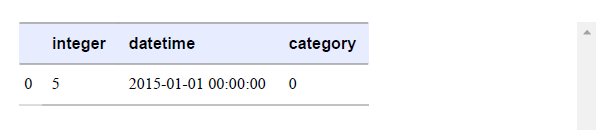 integer datetime category
0 5 2015-01-01 00:00:00 0